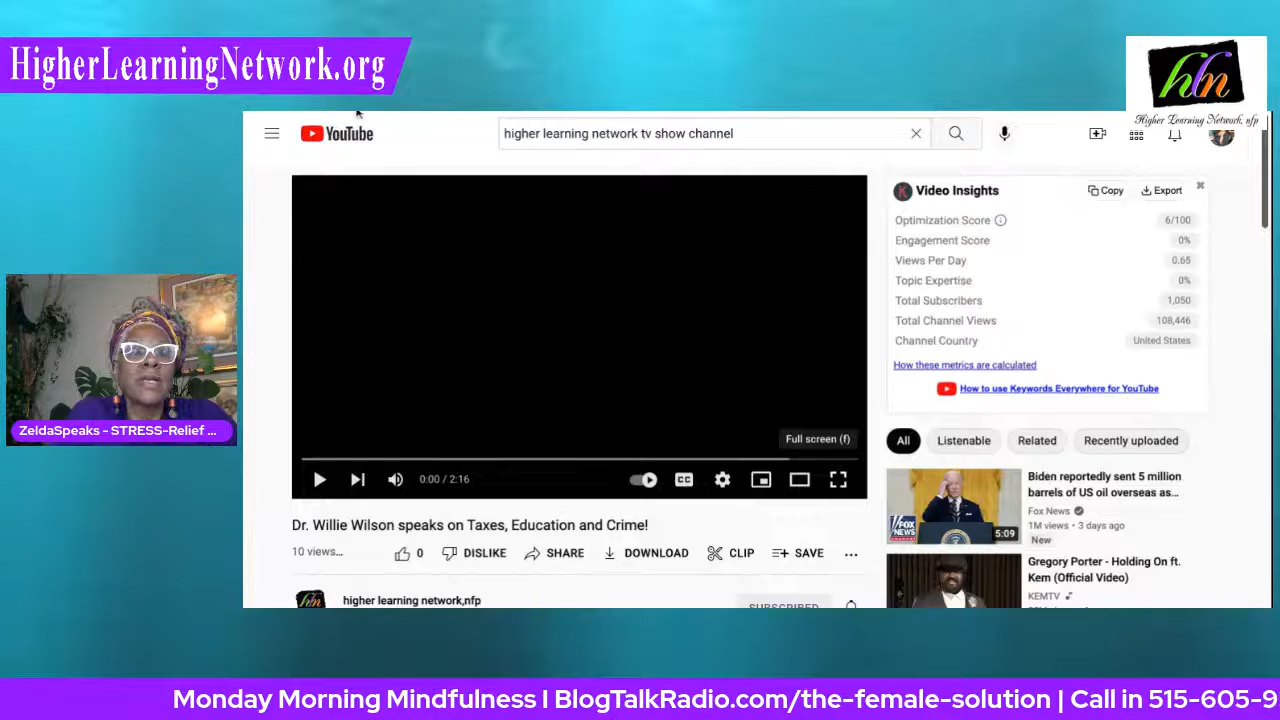 HigherLearningNetwork.org
hln
Higher Learning Network, nfp
YouTube
higher learning network tv show channel
Full screen (f)
0:00 / 2:16
CC
Dr. Willie Wilson speaks on Taxes, Education and Crime!
10 views...
0
DISLIKE
SHARE
DOWNLOAD
CLIP
SAVE
...
hln
higher learning network,nfp
SUBSCRIBED
K
Video Insights
Copy
Export
Optimization Score
6/100
Engagement Score
0%
Views Per Day
0.65
Topic Expertise
0%
Total Subscribers
1,050
Total Channel Views
108,446
Channel Country
United States
How these metrics are calculated
How to use Keywords Everywhere for YouTube
All
Listenable
Related
Recently uploaded
FOX
NEWS
5:09
Biden reportedly sent 5 million
barrels of US oil overseas as...
Fox News
1M views • 3 days ago
New
Gregory Porter - Holding On ft.
Kem (Official Video)
KEMTV
ZeldaSpeaks - STRESS-Relief ...
Monday Morning Mindfulness I BlogTalkRadio.com/the-female-solution | Call in 515-605-9